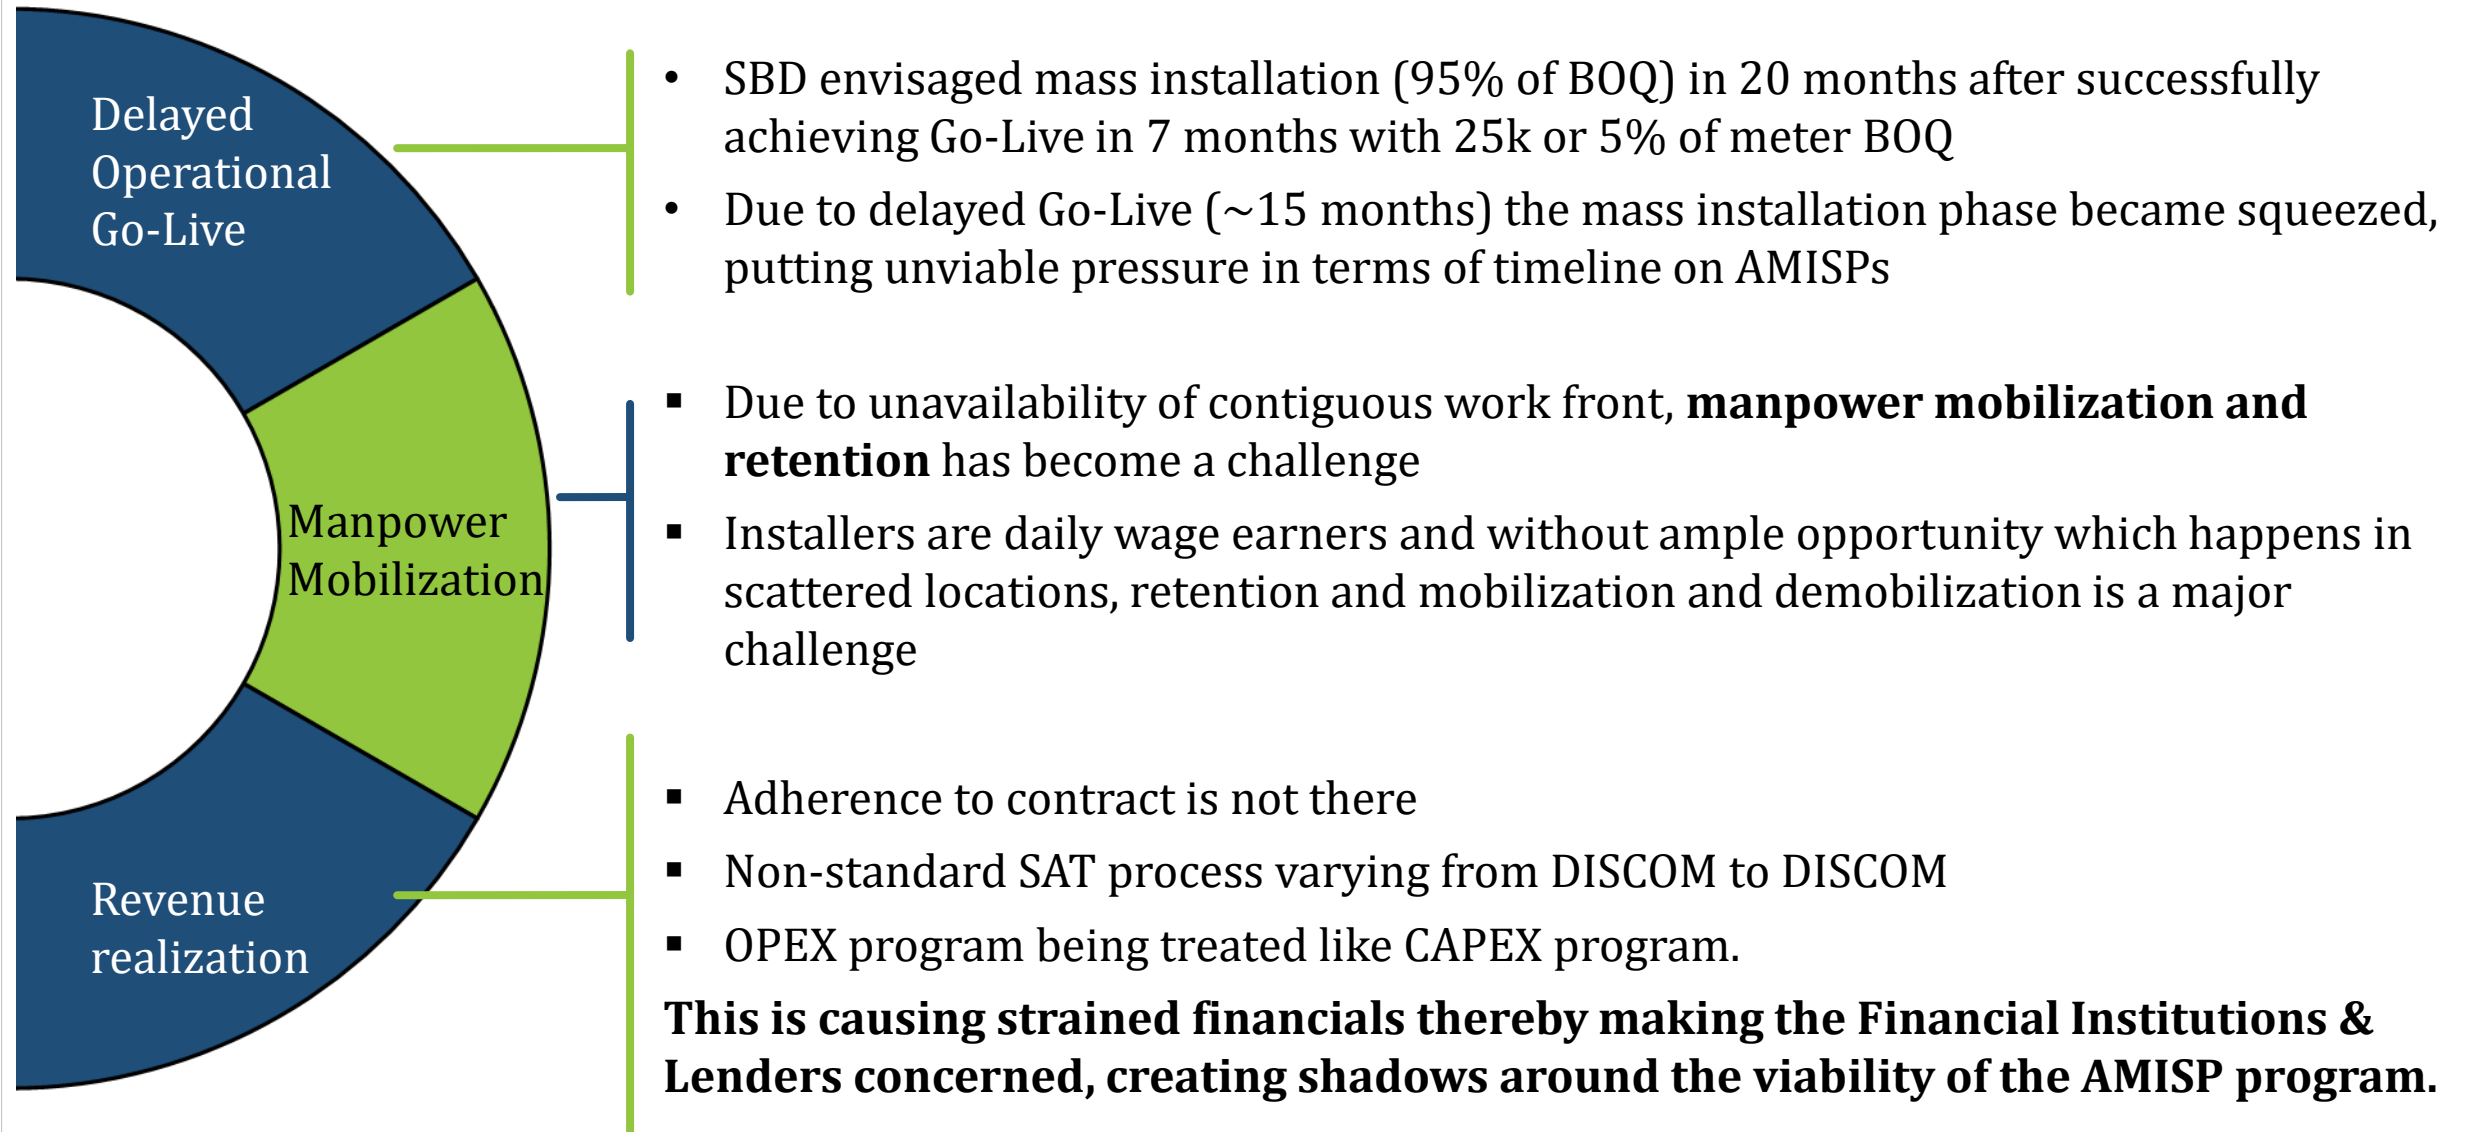 Delayed
Operational
Go-Live
• SBD envisaged mass installation (95% of BOQ) in 20 months after successfully
achieving Go-Live in 7 months with 25k or 5% of meter BOQ
• Due to delayed Go-Live (~15 months) the mass installation phase became squeezed,
putting unviable pressure in terms of timeline on AMISPs
Manpower
Mobilization
▪ Due to unavailability of contiguous work front, manpower mobilization and
retention has become a challenge
▪ Installers are daily wage earners and without ample opportunity which happens in
scattered locations, retention and mobilization and demobilization is a major
challenge
Revenue
realization
▪ Adherence to contract is not there
▪ Non-standard SAT process varying from DISCOM to DISCOM
▪ OPEX program being treated like CAPEX program.
This is causing strained financials thereby making the Financial Institutions &
Lenders concerned, creating shadows around the viability of the AMISP program.